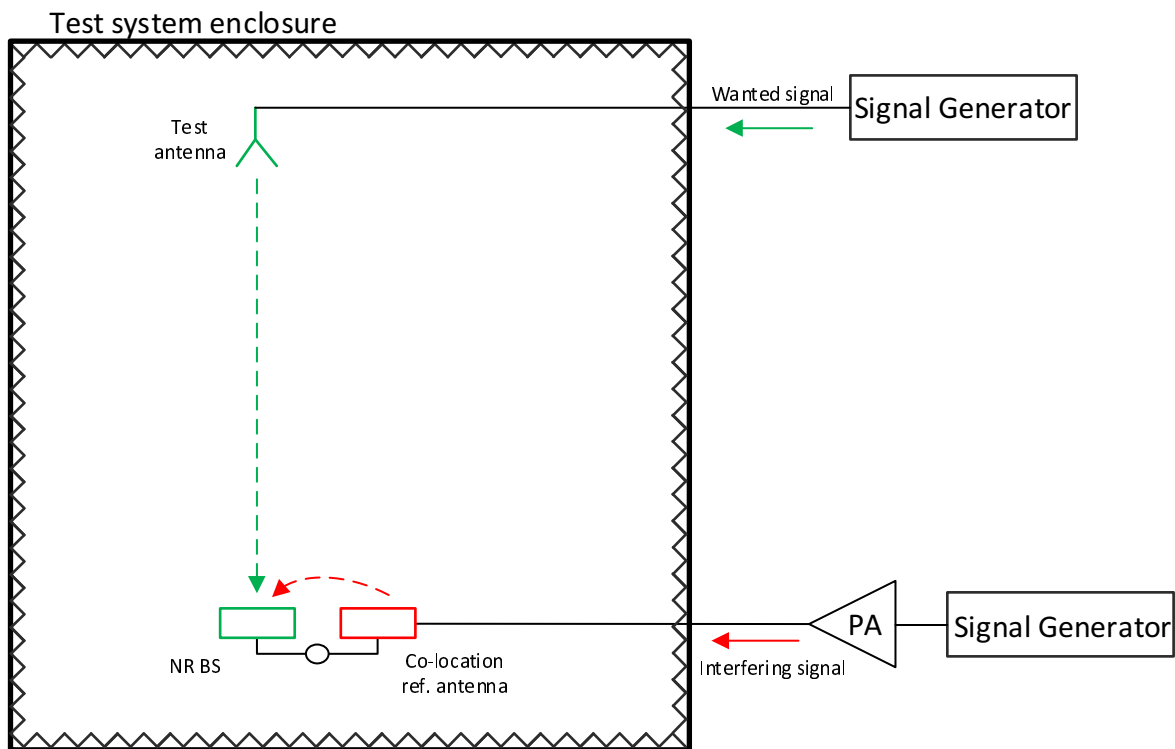 Test system enclosure
Wanted signal
Signal Generator
Test
antenna
NR BS
Co-location
ref. antenna
Interfering signal
PA
Signal Generator